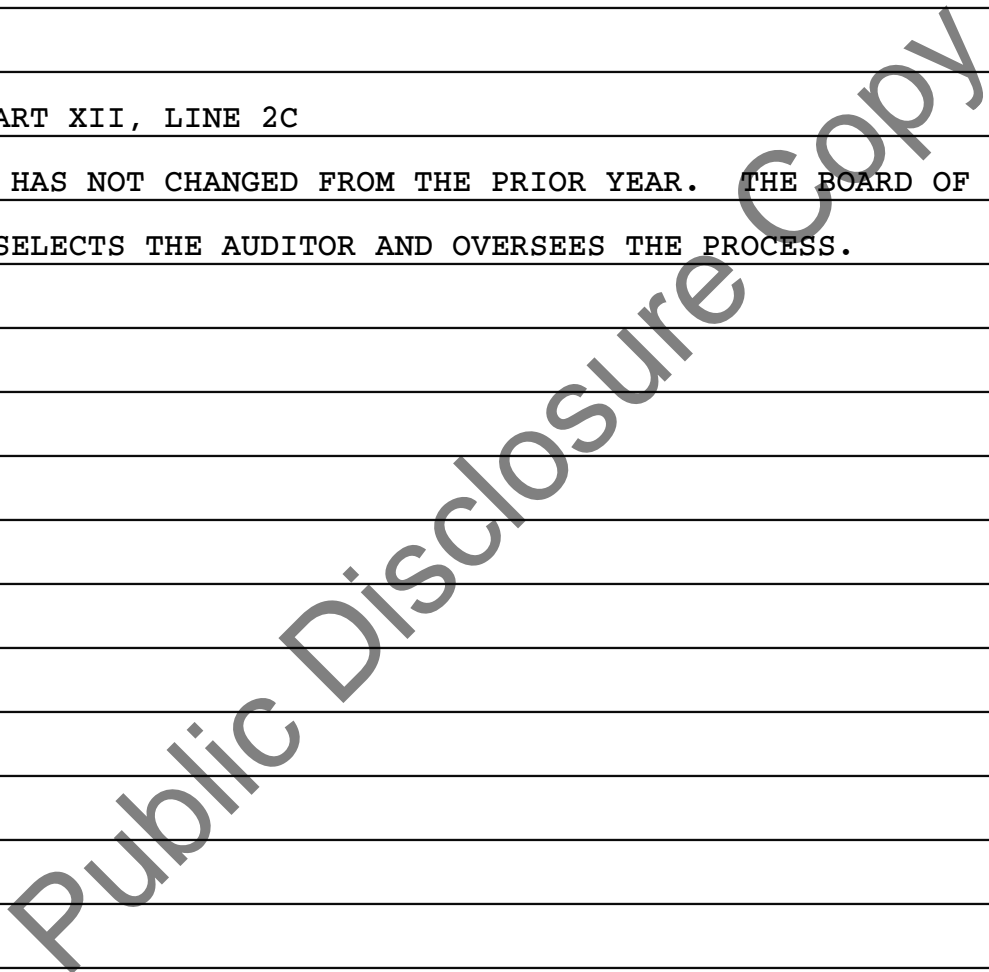 ART XII, LINE 2C
HAS NOT CHANGED FROM THE PRIOR YEAR. THE BOARD OF
SELECTS THE AUDITOR AND OVERSEES THE PROCESS.
Public Disclosure Copy